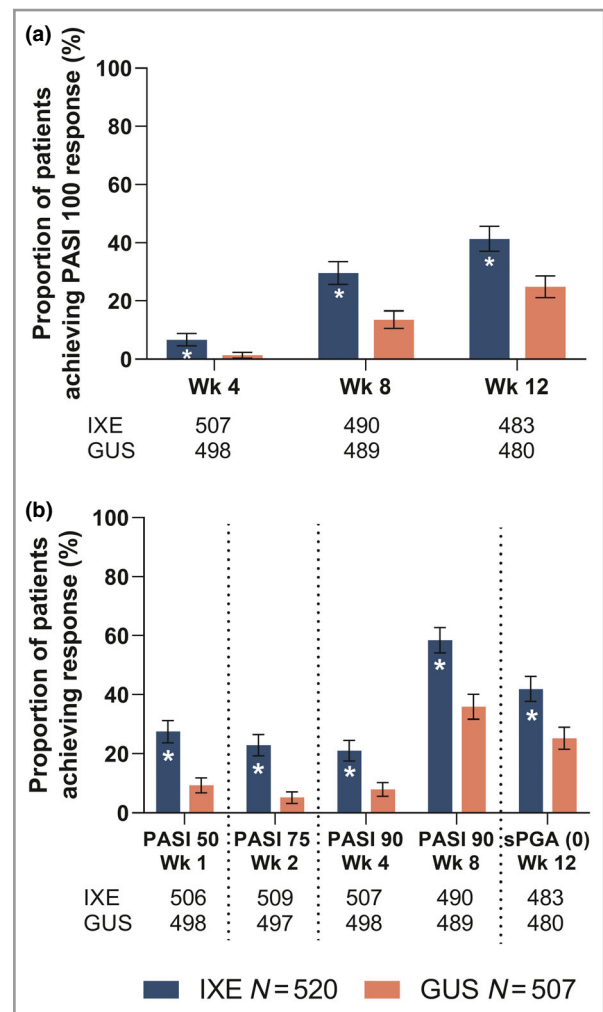 (a)
Proportion of patients
achieving PASI 100 response (%)
100
80
60
40
20
0
*
*
*
Wk 4 Wk 8 Wk 12
IXE 507 490 483
GUS 498 489 480
(b)
Proportion of patients
achieving response (%)
100
80
60
40
20
0
*
*
*
*
*
PASI 50 PASI 75 PASI 90 PASI 90 sPGA (0)
Wk 1 Wk 2 Wk 4 Wk 8 Wk 12
IXE 506 509 507 490 483
GUS 498 497 498 489 480
IXE N = 520 GUS N = 507